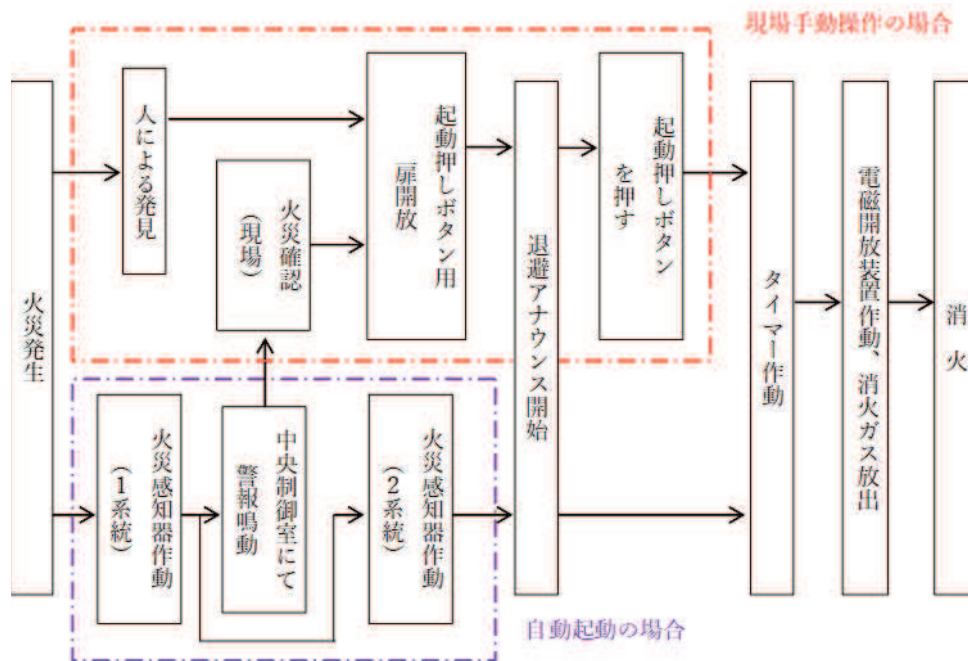 現場手動操作の場合
火災発生
人による発見
火災確認
(現場)
起動押しボタン用
扉開放
退避アナウンス開始
起動押しボタン
を押す
タイマー作動
電磁開放装置作動、消火ガス放出
消火
火災感知器作動
(1系統)
中央制御室にて
警報鳴動
火災感知器作動
(2系統)
自動起動の場合